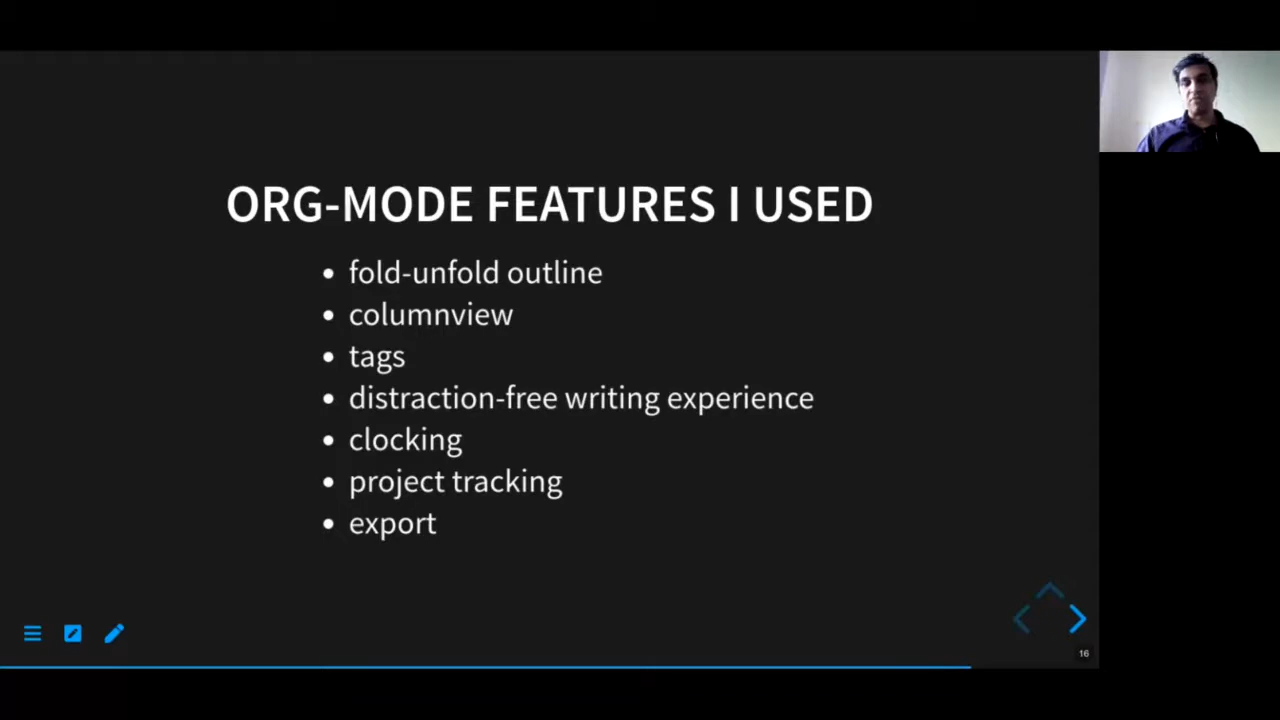 ORG-MODE FEATURES I USED
fold-unfold outline
columnview
tags
distraction-free writing experience
clocking
project tracking
export
16